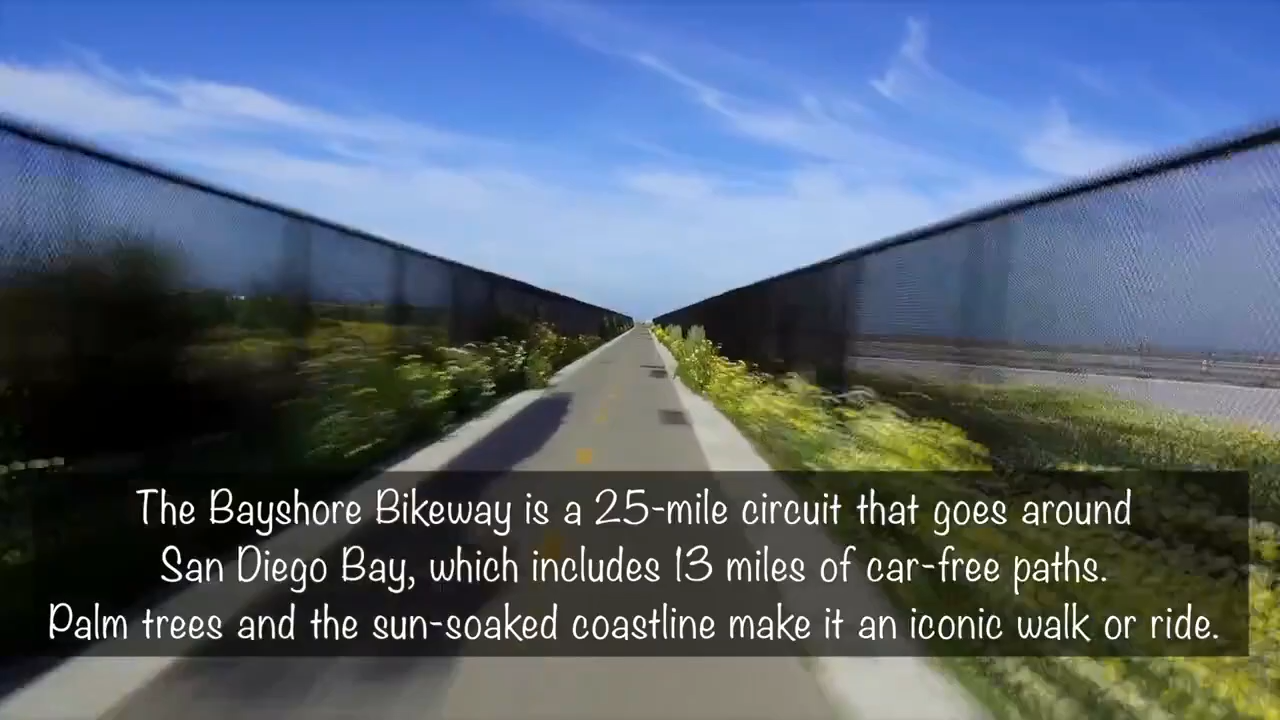 The Bayshore Bikeway is a 25-mile circuit that goes around
San Diego Bay, which includes 13 miles of car-free paths.
Palm trees and the sun-soaked coastline make it an iconic walk or ride.